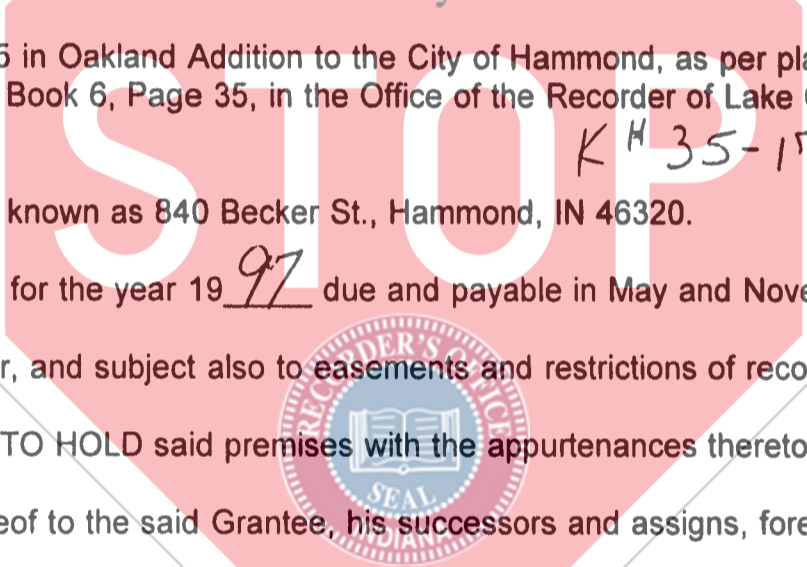 5 in Oakland Addition to the City of Hammond, as per pla
Book 6, Page 35, in the Office of the Recorder of Lake
K H 35-1
known as 840 Becker St., Hammond, IN 46320.
for the year 1997 due and payable in May and Nove
r, and subject also to easements and restrictions of reco
TO HOLD said premises with the appurtenances thereto
eof to the said Grantee, his successors and assigns, fore
STOP
RECORDER'S OFFICE
SEAL
INDIANA